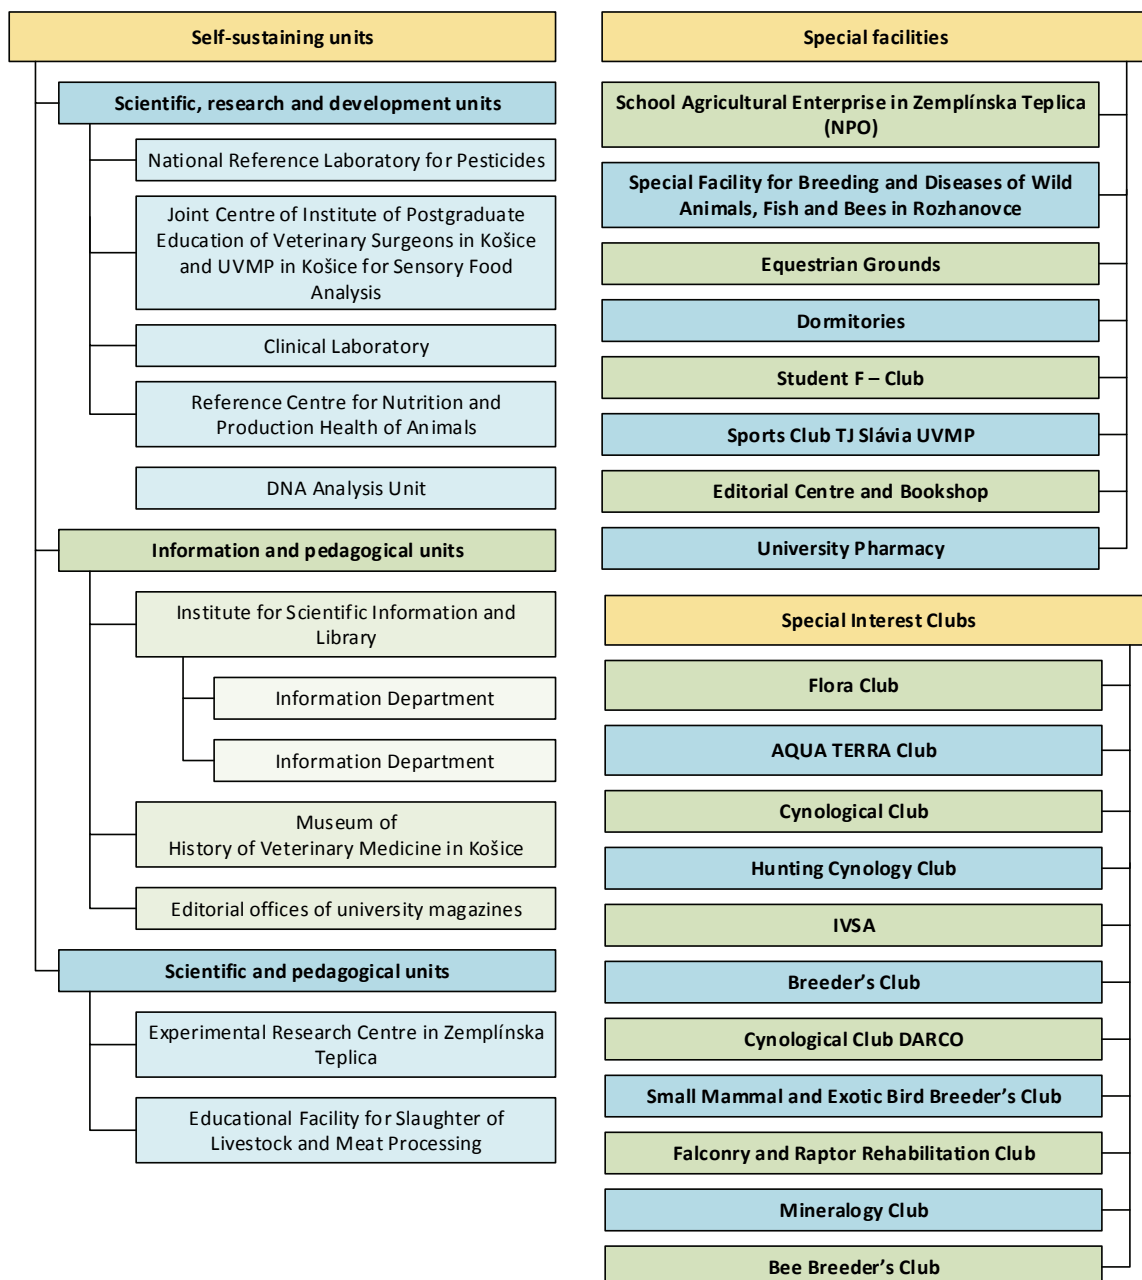 Self-sustaining units
Scientific, research and development units
National Reference Laboratory for Pesticides
Joint Centre of Institute of Postgraduate
Education of Veterinary Surgeons in Košice
and UVMP in Košice for Sensory Food
Analysis
Clinical Laboratory
Reference Centre for Nutrition and
Production Health of Animals
DNA Analysis Unit
Information and pedagogical units
Institute for Scientific Information and
Library
Information Department
Information Department
Museum of
History of Veterinary Medicine in Košice
Editorial offices of university magazines
Scientific and pedagogical units
Experimental Research Centre in Zemplínska
Teplica
Educational Facility for Slaughter of
Livestock and Meat Processing
Special facilities
School Agricultural Enterprise in Zemplínska Teplica
(NPO)
Special Facility for Breeding and Diseases of Wild
Animals, Fish and Bees in Rozhanovce
Equestrian Grounds
Dormitories
Student F – Club
Sports Club TJ Slávia UVMP
Editorial Centre and Bookshop
University Pharmacy
Special Interest Clubs
Flora Club
AQUA TERRA Club
Cynological Club
Hunting Cynology Club
IVSA
Breeder’s Club
Cynological Club DARCO
Small Mammal and Exotic Bird Breeder’s Club
Falconry and Raptor Rehabilitation Club
Mineralogy Club
Bee Breeder’s Club